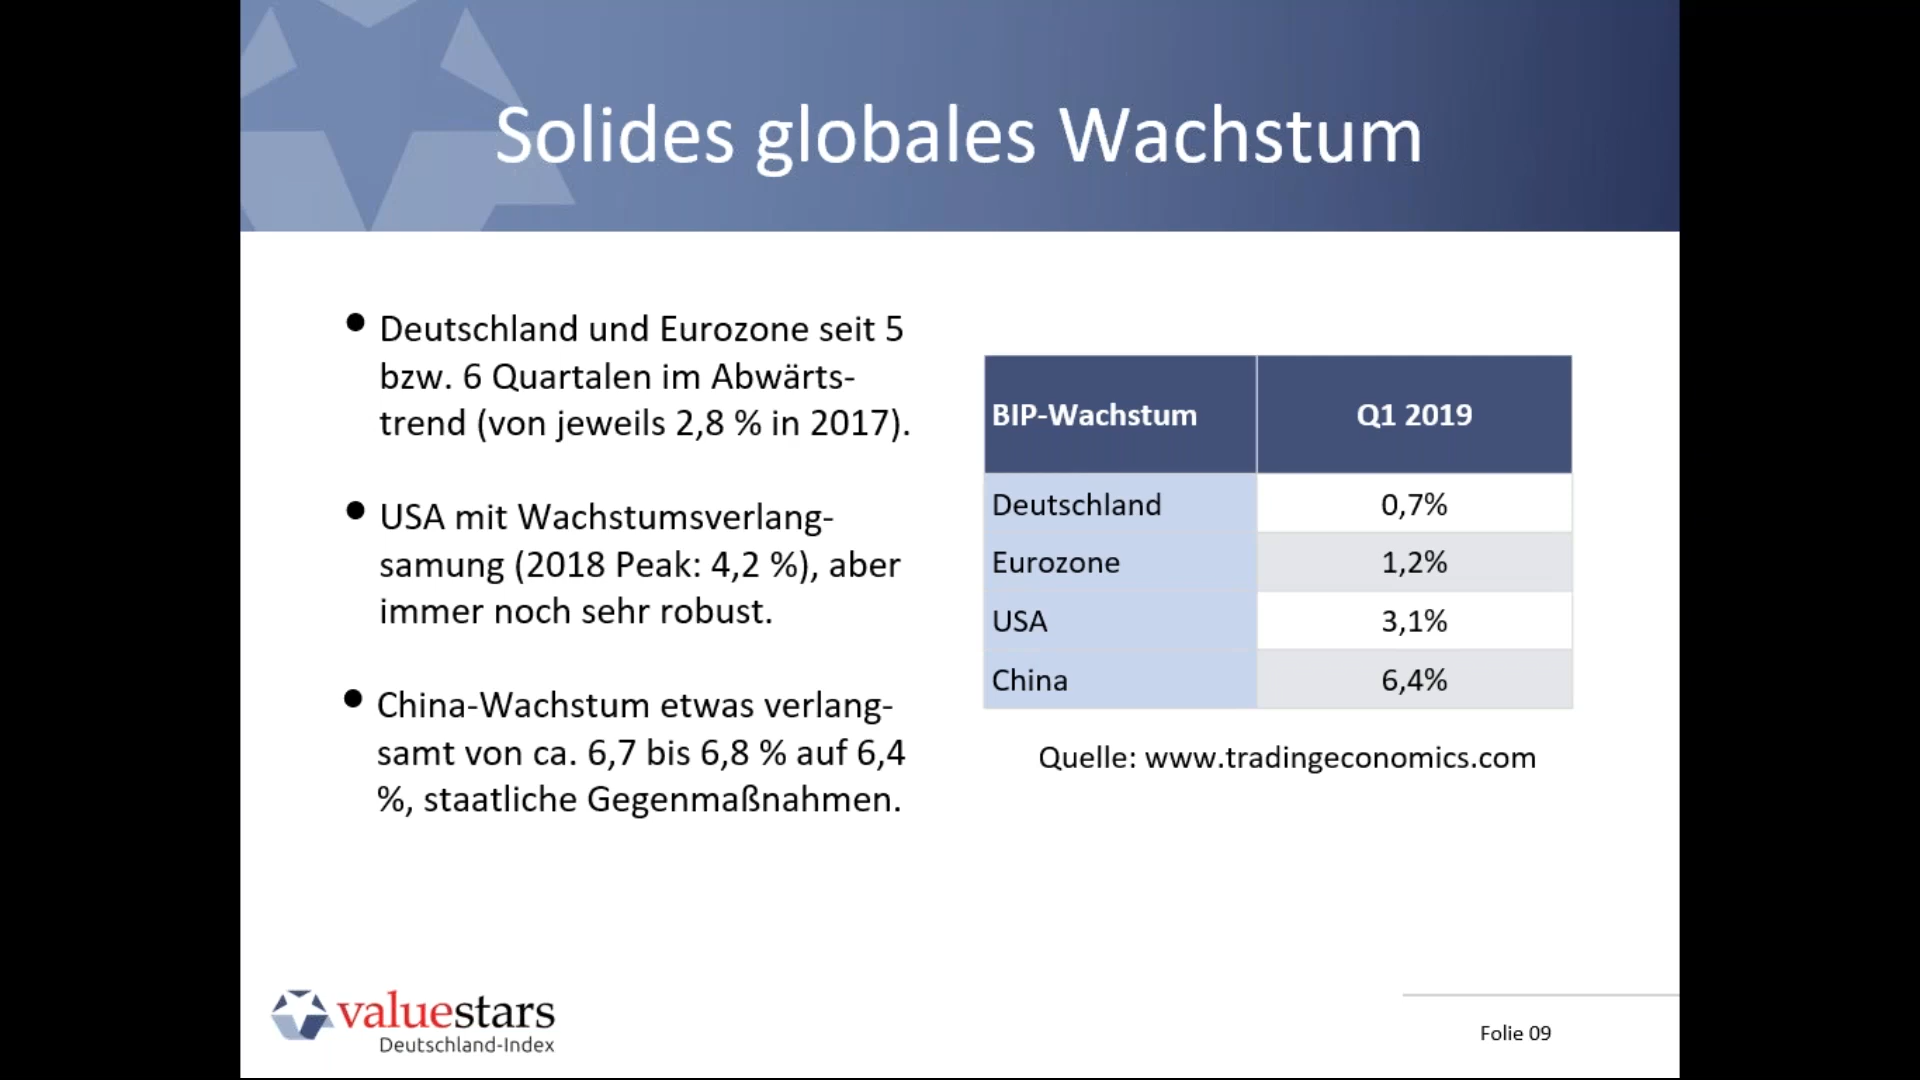 Solides globales Wachstum
• Deutschland und Eurozone seit 5
bzw. 6 Quartalen im Abwärts-
trend (von jeweils 2,8 % in 2017).
• USA mit Wachstumsverlang-
samung (2018 Peak: 4,2 %), aber
immer noch sehr robust.
• China-Wachstum etwas verlang-
samt von ca. 6,7 bis 6,8 % auf 6,4
%, staatliche Gegenmaßnahmen.
BIP-Wachstum Q1 2019
Deutschland 0,7%
Eurozone 1,2%
USA 3,1%
China 6,4%
Quelle: www.tradingeconomics.com
valuestars
Deutschland-Index
Folie 09